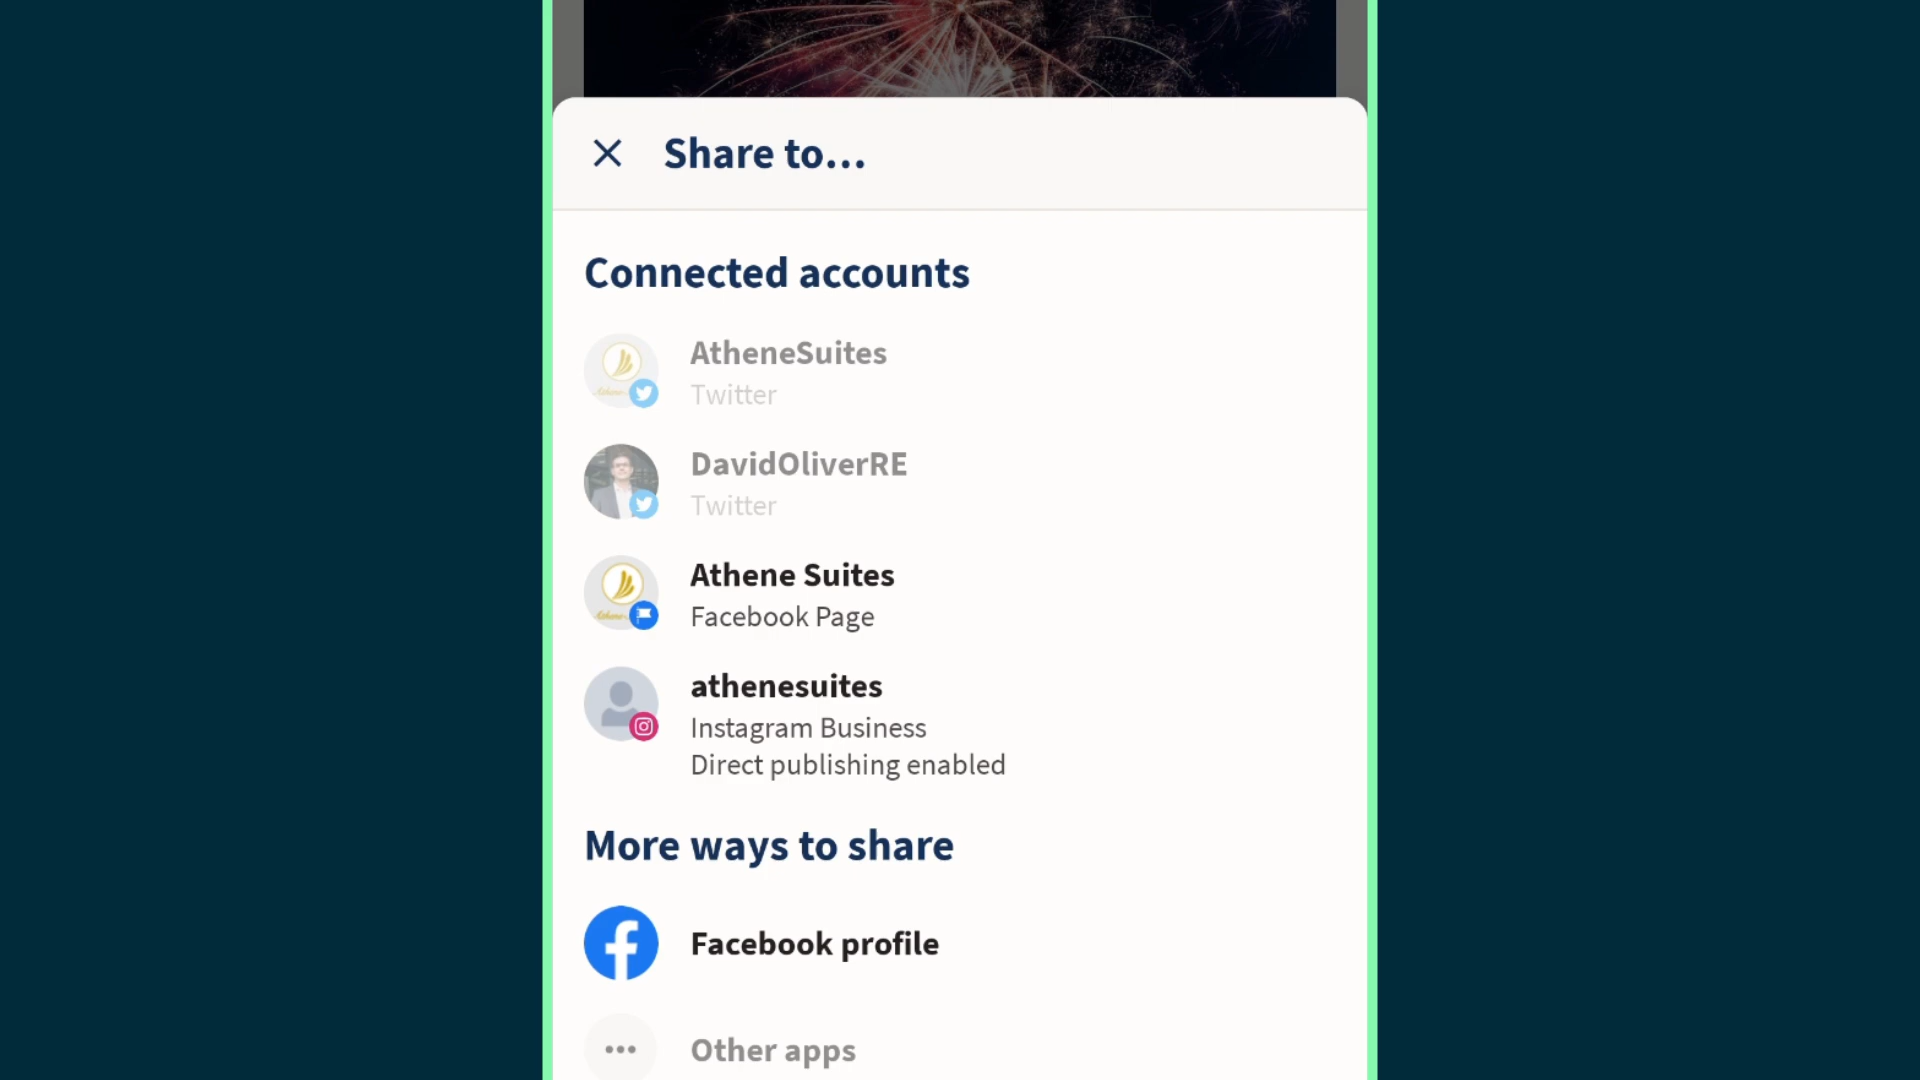 Share to...
Connected accounts
AtheneSuites
Twitter
DavidOliverRE
Twitter
Athene Suites
Facebook Page
athenesuites
Instagram Business
Direct publishing enabled
More ways to share
Facebook profile
Other apps